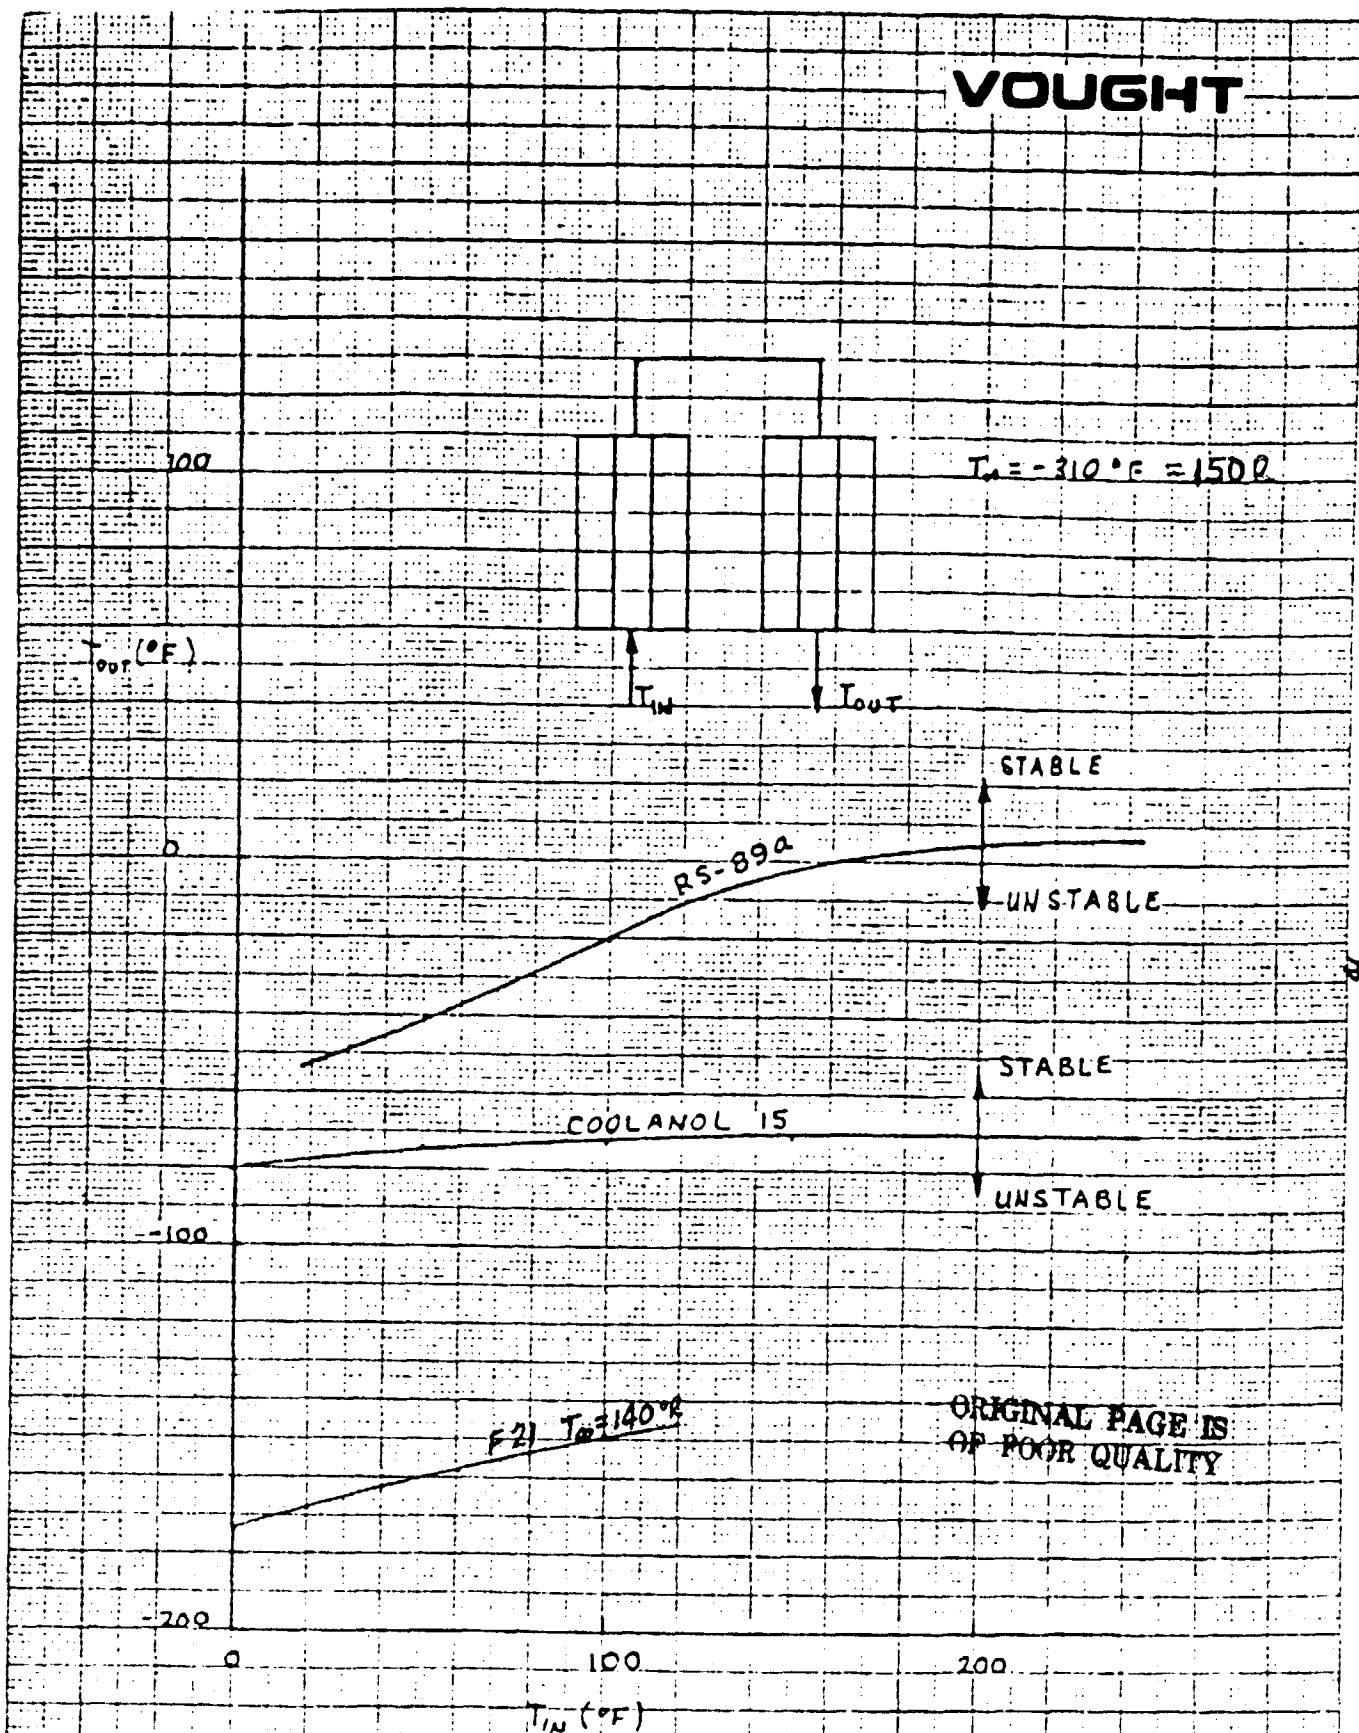 VOUGHT
100
T∞ = -310 °F = 150R
TOUT (°F)
TIN
TOUT
STABLE
0
RS-89a
UNSTABLE
STABLE
COOLANOL 15
UNSTABLE
-100
F21 T∞=140°R
ORIGINAL PAGE IS
OF POOR QUALITY
-200
0
100
200
TIN (°F)